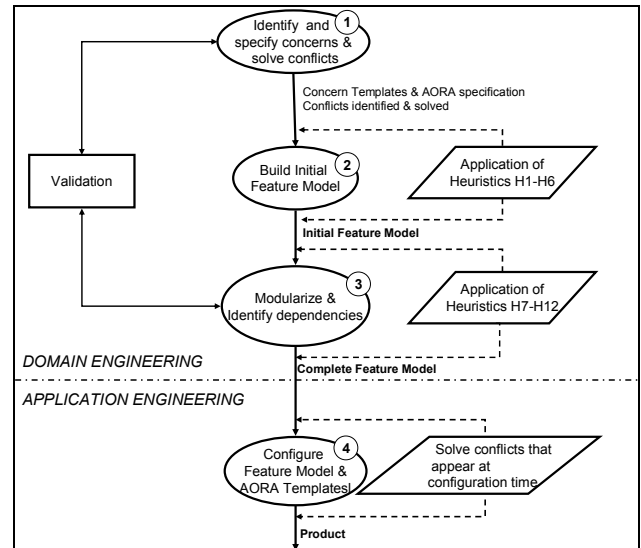 1
Identify and
specify concerns &
solve conflicts
Concern Templates & AORA specification
Conflicts identified & solved
2
Build Initial
Feature Model
Application of
Heuristics H1-H6
Validation
Initial Feature Model
3
Modularize &
Identify dependencies
Application of
Heuristics H7-H12
DOMAIN ENGINEERING
Complete Feature Model
APPLICATION ENGINEERING
4
Configure
Feature Model &
AORA Templates!
Solve conflicts that
appear at
configuration time
Product